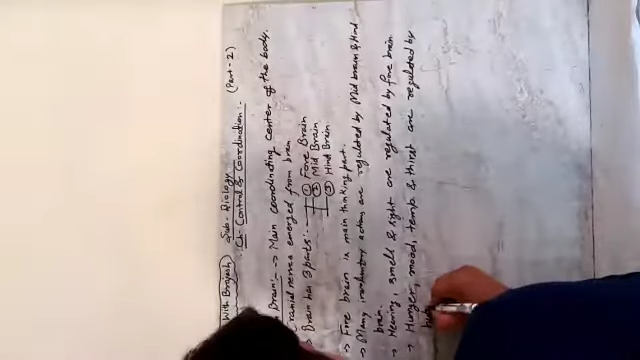 With Brajesh Sub - Biology
Ch - Control & Coordination :- (Part - 2)
Brain :- → Main coordinating center of the body.
Cranial nerves emerged from brain
Brain has 3 parts :- ① Fore Brain
② Mid Brain
③ Hind Brain.
→ Fore brain is main thinking part.
→ Many involuntary actions are regulated by Mid brain & Hind
brain.
→ Hearing, smell & sight are regulated by fore brain.
→ Hunger, mood, temp & thirst are regulated by